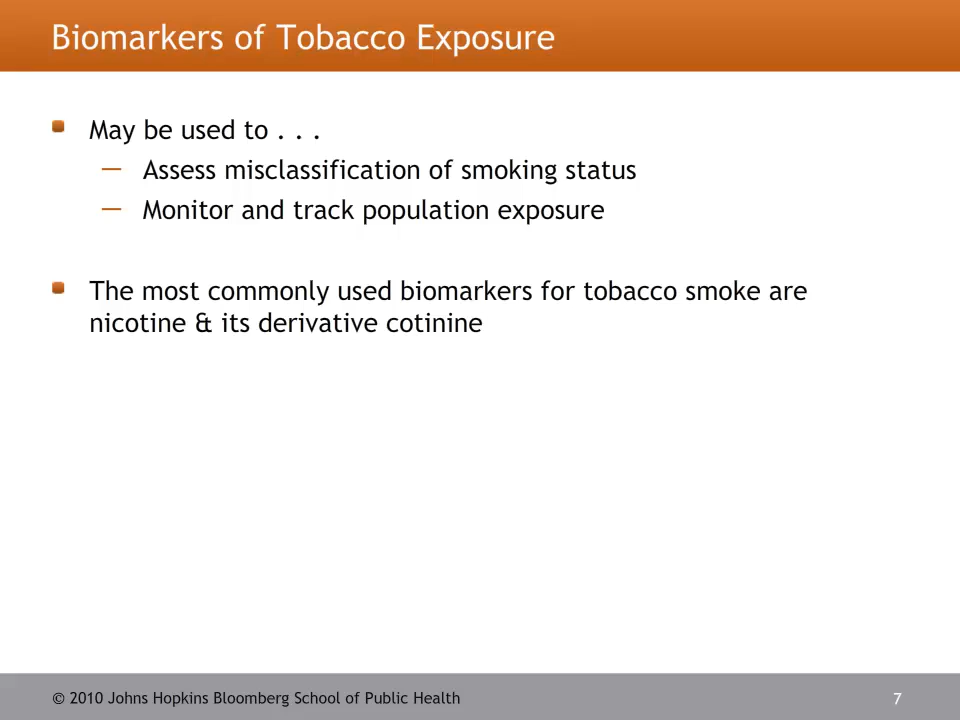 Biomarkers of Tobacco Exposure
May be used to . . .
— Assess misclassification of smoking status
— Monitor and track population exposure
The most commonly used biomarkers for tobacco smoke are
nicotine & its derivative cotinine
© 2010 Johns Hopkins Bloomberg School of Public Health
7